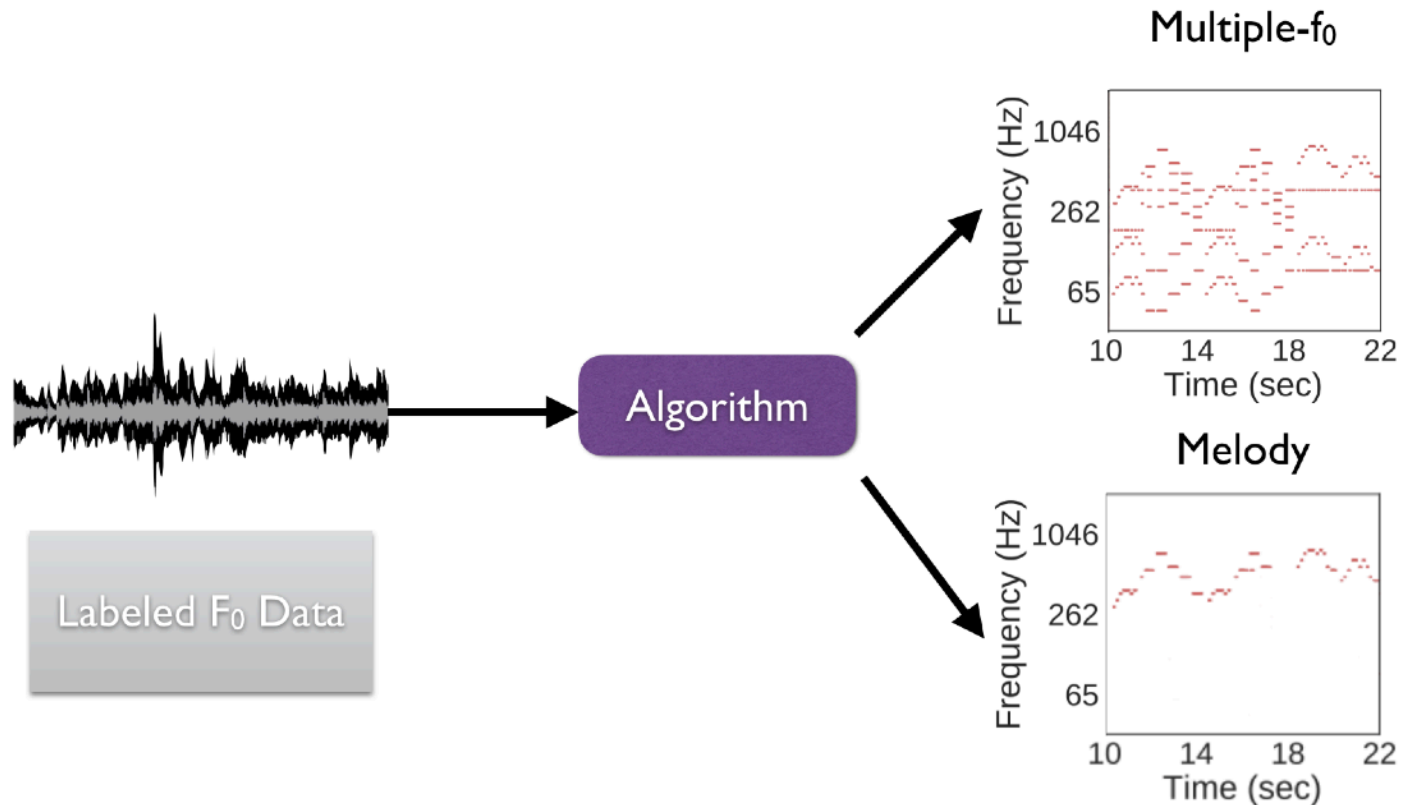 Multiple-f₀
Frequency (Hz)
1046
262
65
10 14 18 22
Time (sec)
Algorithm
Labeled F₀ Data
Melody
Frequency (Hz)
1046
262
65
10 14 18 22
Time (sec)